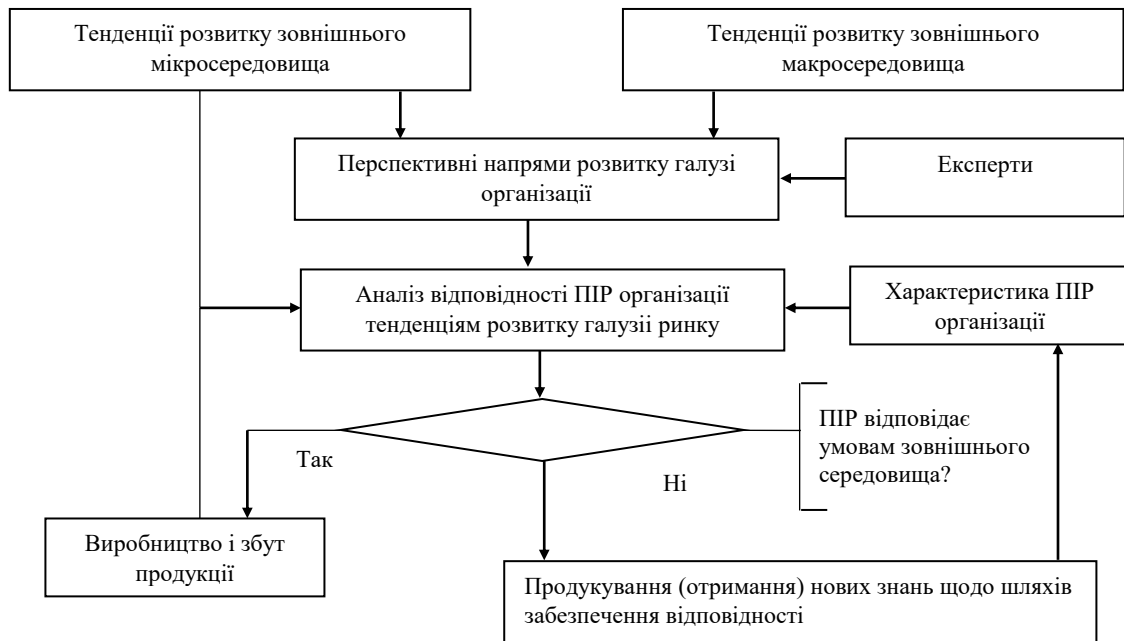 Тенденції розвитку зовнішнього
мікросередовища
Тенденції розвитку зовнішнього
макросередовища
Перспективні напрями розвитку галузі
організації
Експерти
Аналіз відповідності ПІР організації
тенденціям розвитку галузіі ринку
Характеристика ПІР
організації
ПІР відповідає
умовам зовнішнього
середовища?
Так
Ні
Виробництво і збут
продукції
Продукування (отримання) нових знань щодо шляхів
забезпечення відповідності